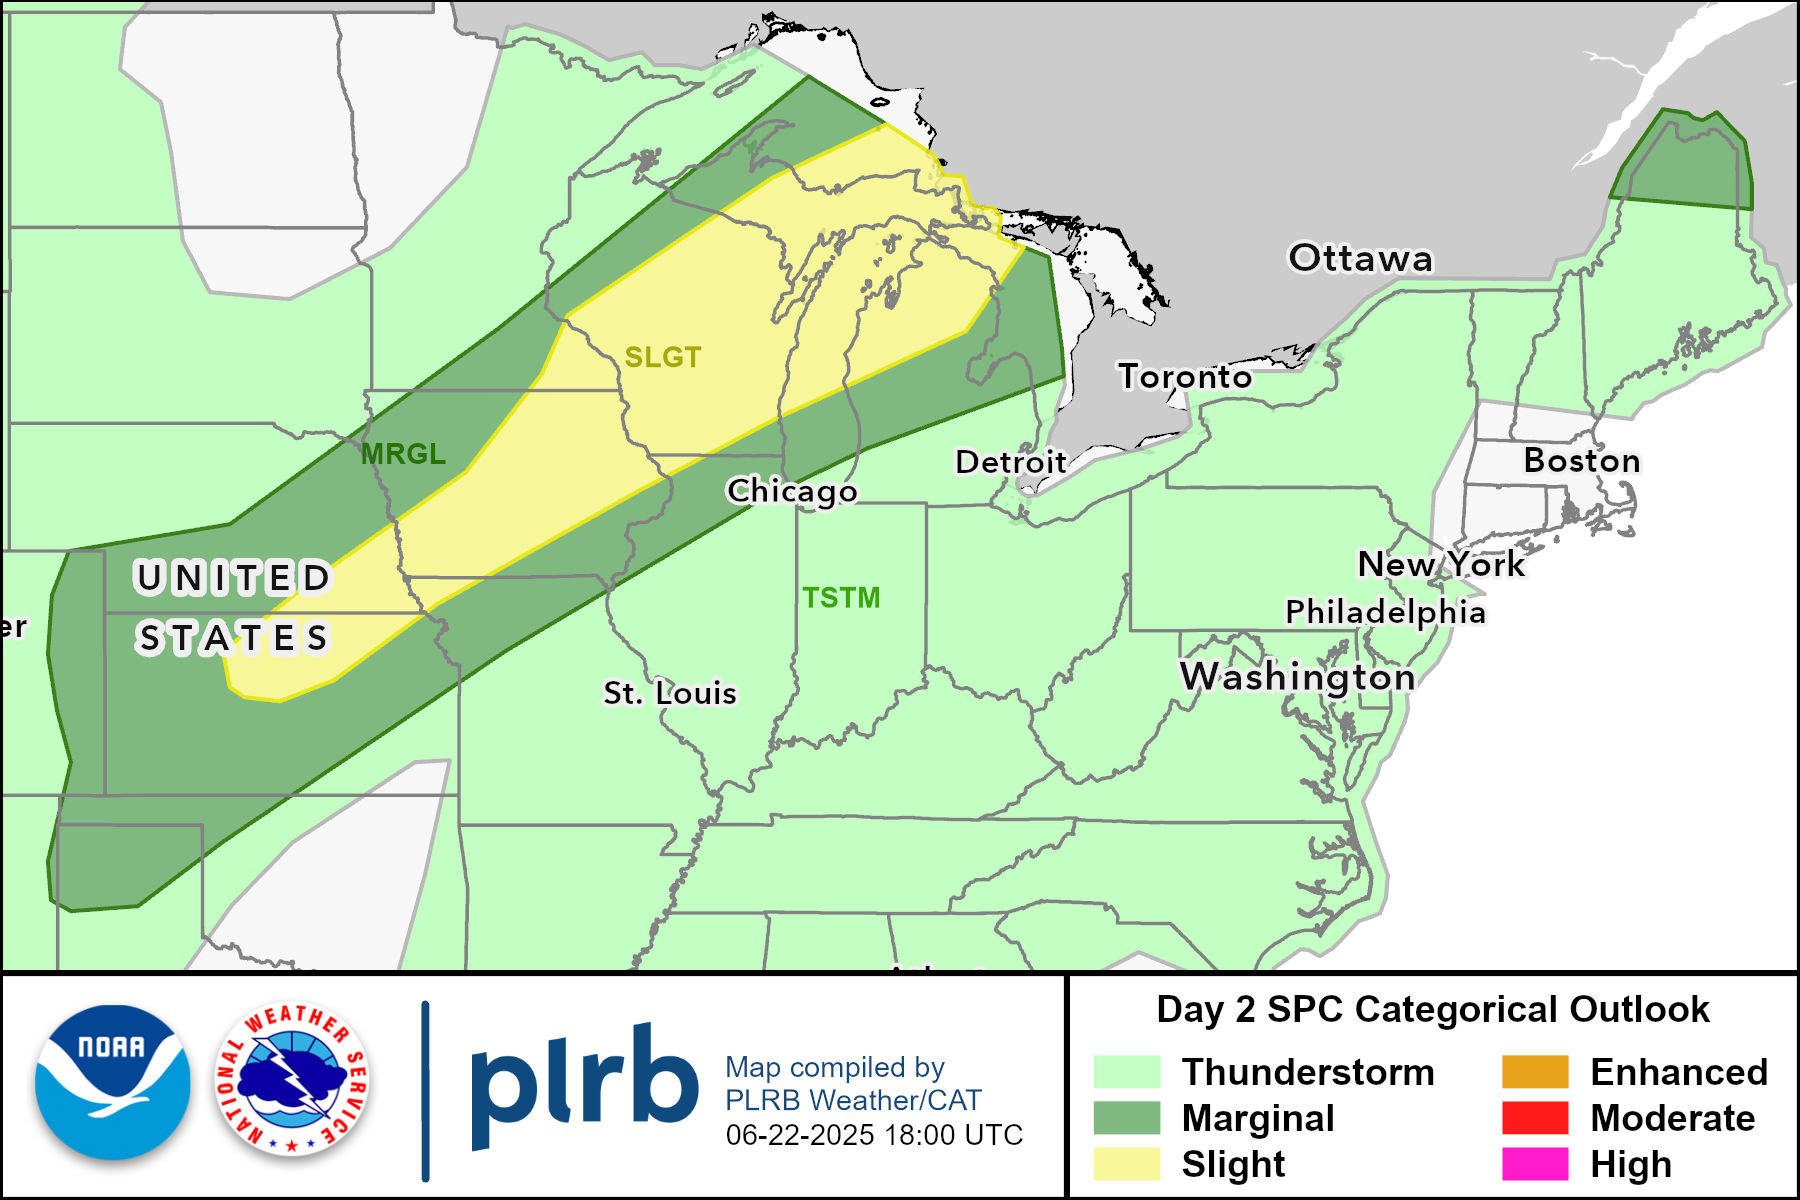 Ottawa
SLGT
Toronto
MRGL
Detroit
Boston
Chicago
New York
UNITED
STATES
TSTM
Philadelphia
er
Washington
St. Louis
NOAA
NATIONAL WEATHER SERVICE
plrb
Map compiled by
PLRB Weather/CAT
06-22-2025 18:00 UTC
Day 2 SPC Categorical Outlook
Thunderstorm
Marginal
Slight
Enhanced
Moderate
High